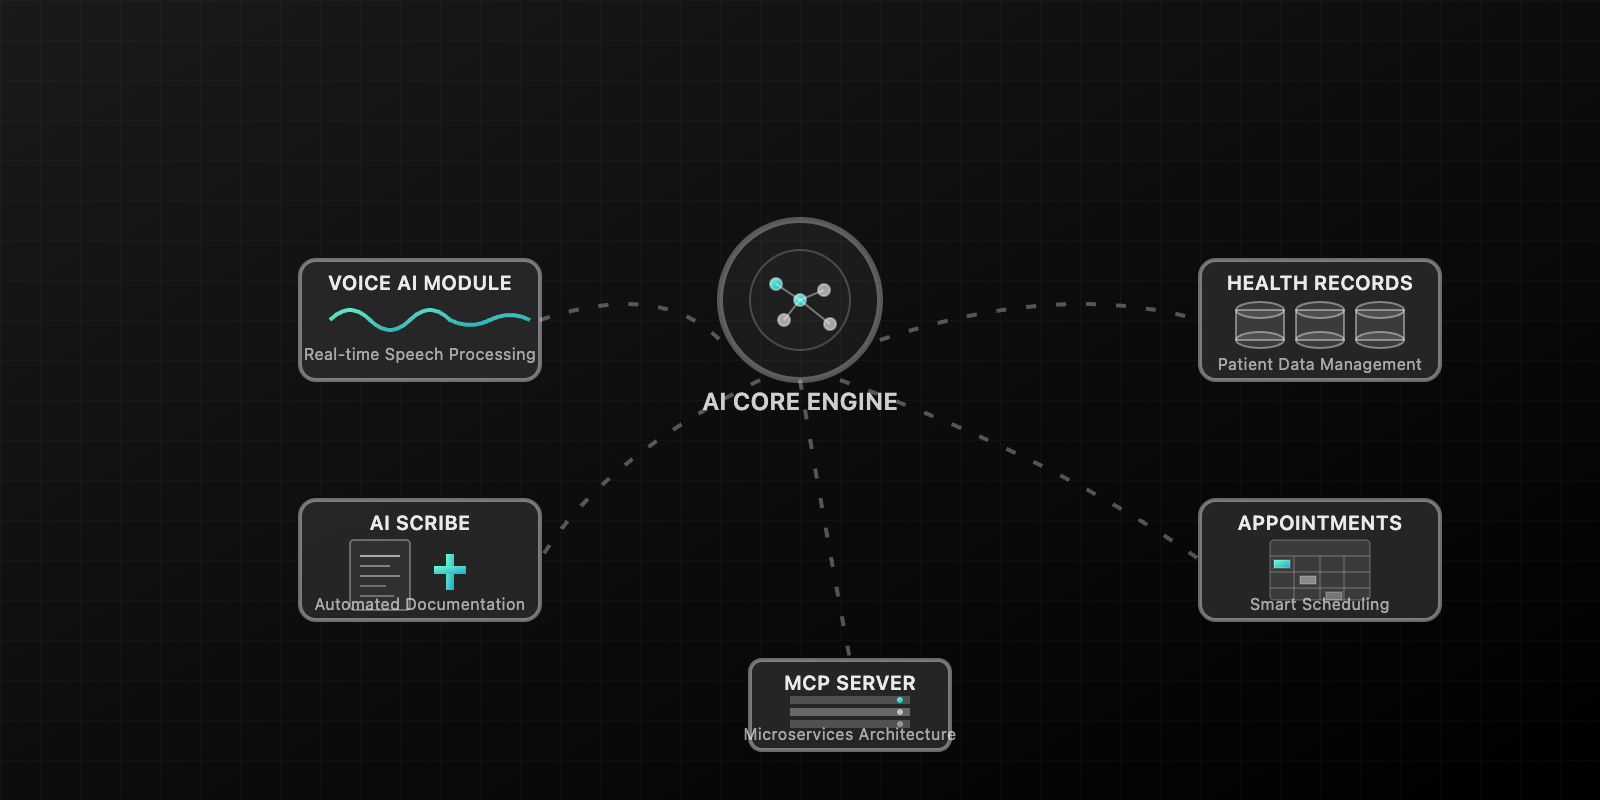 VOICE AI MODULE
Real-time Speech Processing
HEALTH RECORDS
Patient Data Management
AI CORE ENGINE
AI SCRIBE
Automated Documentation
APPOINTMENTS
Smart Scheduling
MCP SERVER
Microservices Architecture